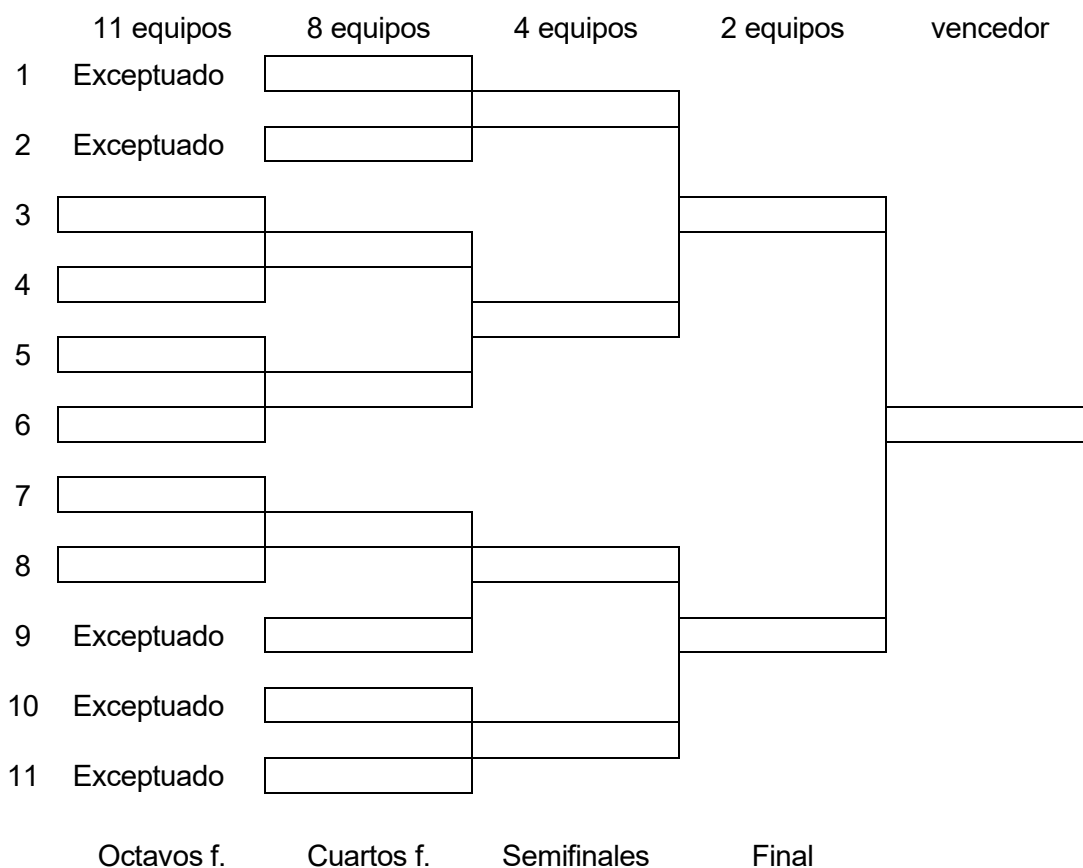 11 equipos 8 equipos 4 equipos 2 equipos vencedor
1 Exceptuado
2 Exceptuado
3
4
5
6
7
8
9 Exceptuado
10 Exceptuado
11 Exceptuado
Octavos f. Cuartos f. Semifinales Final